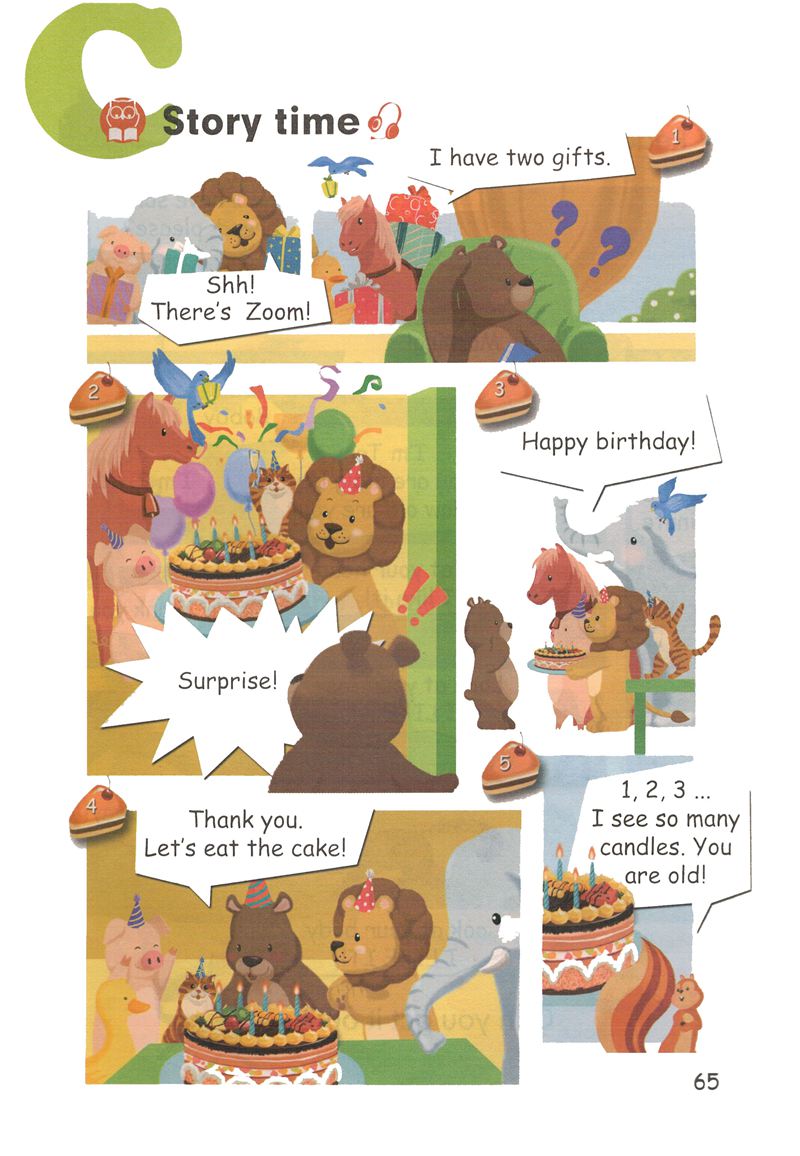 C
Story time
1
I have two gifts.
? ?
Shh!
There's Zoom!
2
Surprise!
!!
3
Happy birthday!
4
Thank you.
Let's eat the cake!
5
1, 2, 3 ...
I see so many
candles. You
are old!
65